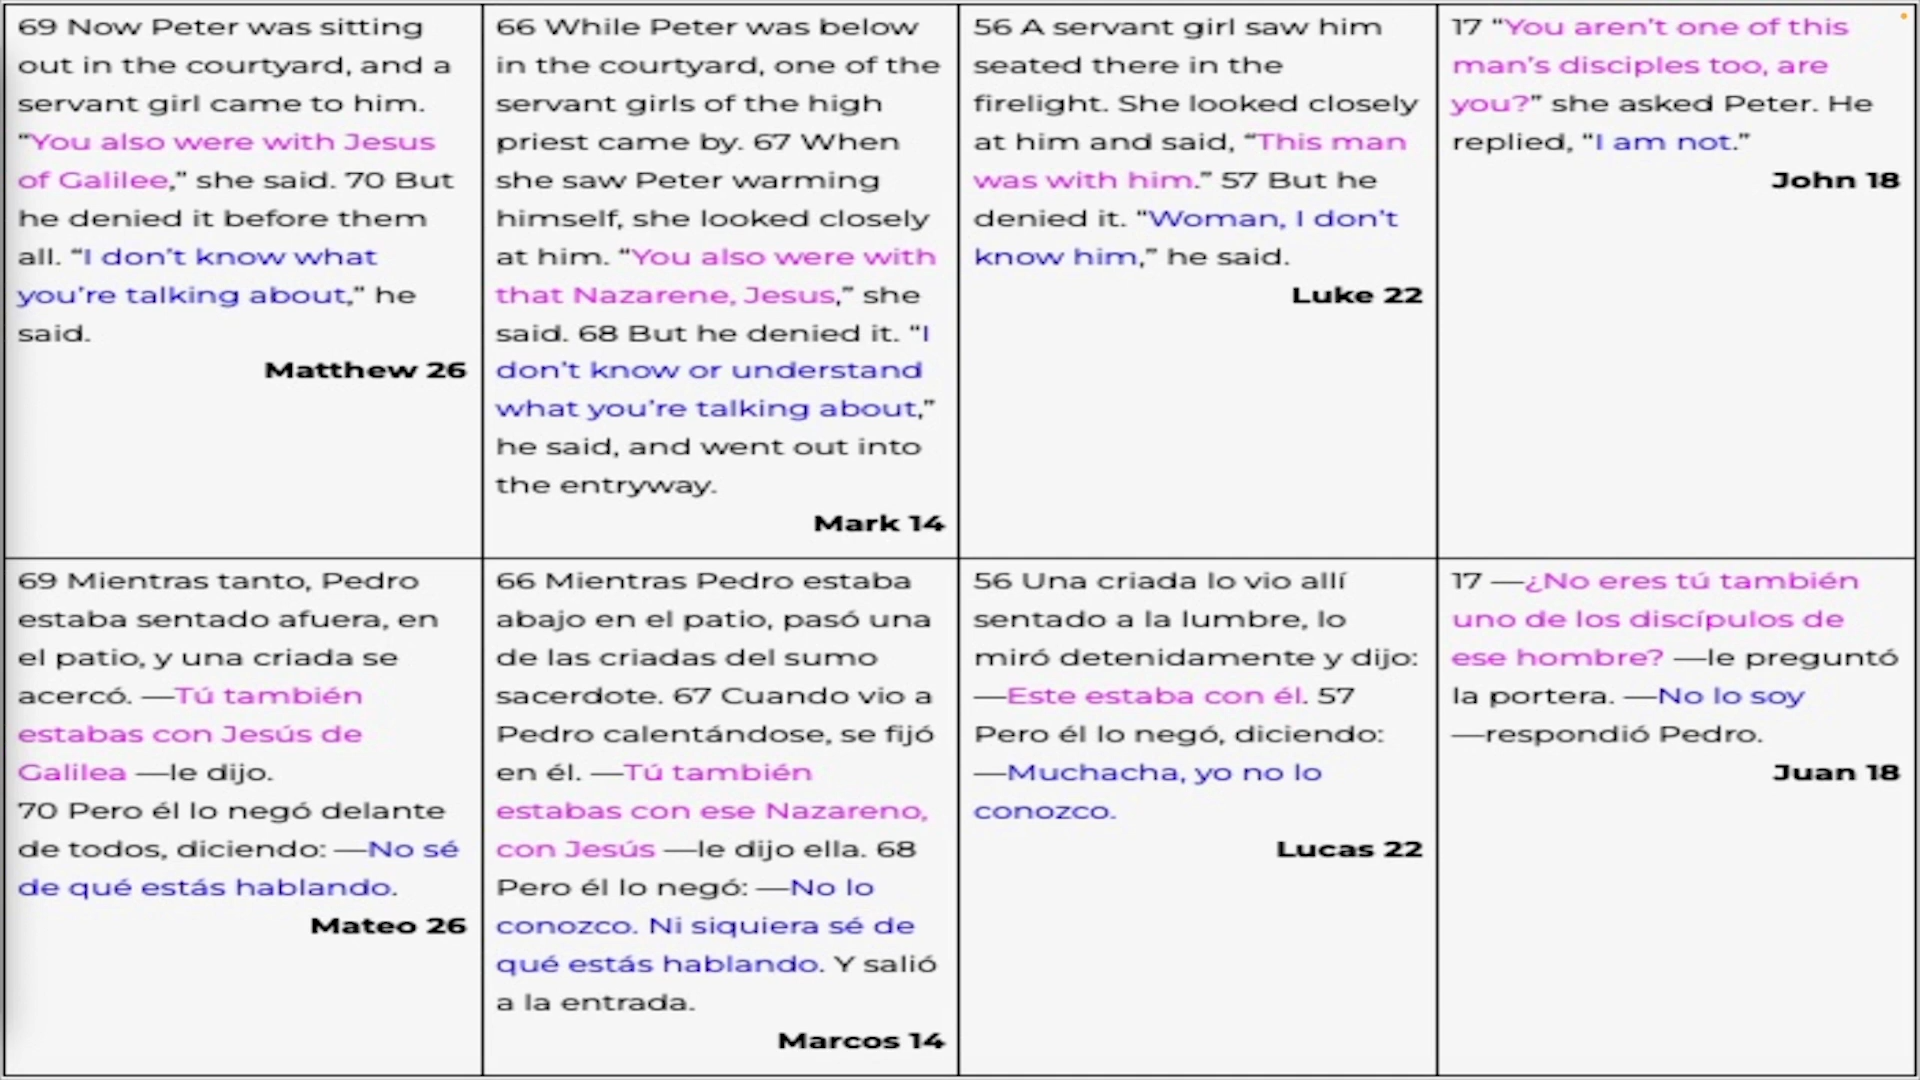 69 Now Peter was sitting
out in the courtyard, and a
servant girl came to him.
“You also were with Jesus
of Galilee,” she said. 70 But
he denied it before them
all. “I don’t know what
you’re talking about,” he
said.
Matthew 26
66 While Peter was below
in the courtyard, one of the
servant girls of the high
priest came by. 67 When
she saw Peter warming
himself, she looked closely
at him. “You also were with
that Nazarene, Jesus,” she
said. 68 But he denied it. “I
don’t know or understand
what you’re talking about,”
he said, and went out into
the entryway.
Mark 14
56 A servant girl saw him
seated there in the
firelight. She looked closely
at him and said, “This man
was with him.” 57 But he
denied it. “Woman, I don’t
know him,” he said.
Luke 22
17 “You aren’t one of this
man’s disciples too, are
you?” she asked Peter. He
replied, “I am not.”
John 18
69 Mientras tanto, Pedro
estaba sentado afuera, en
el patio, y una criada se
acercó. —Tú también
estabas con Jesús de
Galilea —le dijo.
70 Pero él lo negó delante
de todos, diciendo: —No sé
de qué estás hablando.
Mateo 26
66 Mientras Pedro estaba
abajo en el patio, pasó una
de las criadas del sumo
sacerdote. 67 Cuando vio a
Pedro calentándose, se fijó
en él. —Tú también
estabas con ese Nazareno,
con Jesús —le dijo ella. 68
Pero él lo negó: —No lo
conozco. Ni siquiera sé de
qué estás hablando. Y salió
a la entrada.
Marcos 14
56 Una criada lo vio allí
sentado a la lumbre, lo
miró detenidamente y dijo:
—Este estaba con él. 57
Pero él lo negó, diciendo:
—Muchacha, yo no lo
conozco.
Lucas 22
17 —¿No eres tú también
uno de los discípulos de
ese hombre? —le preguntó
la portera. —No lo soy
—respondió Pedro.
Juan 18